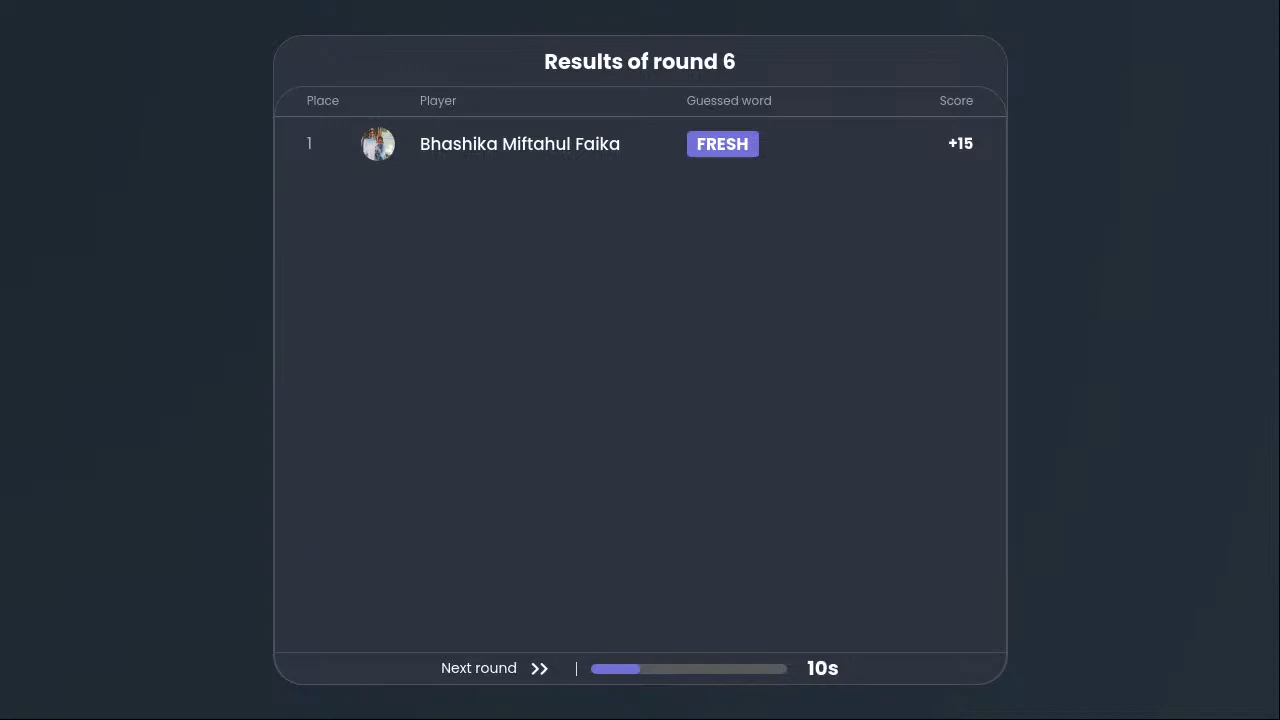 Results of round 6
Place Player Guessed word Score
1 Bhashika Miftahul Faika FRESH +15
Next round | 10s